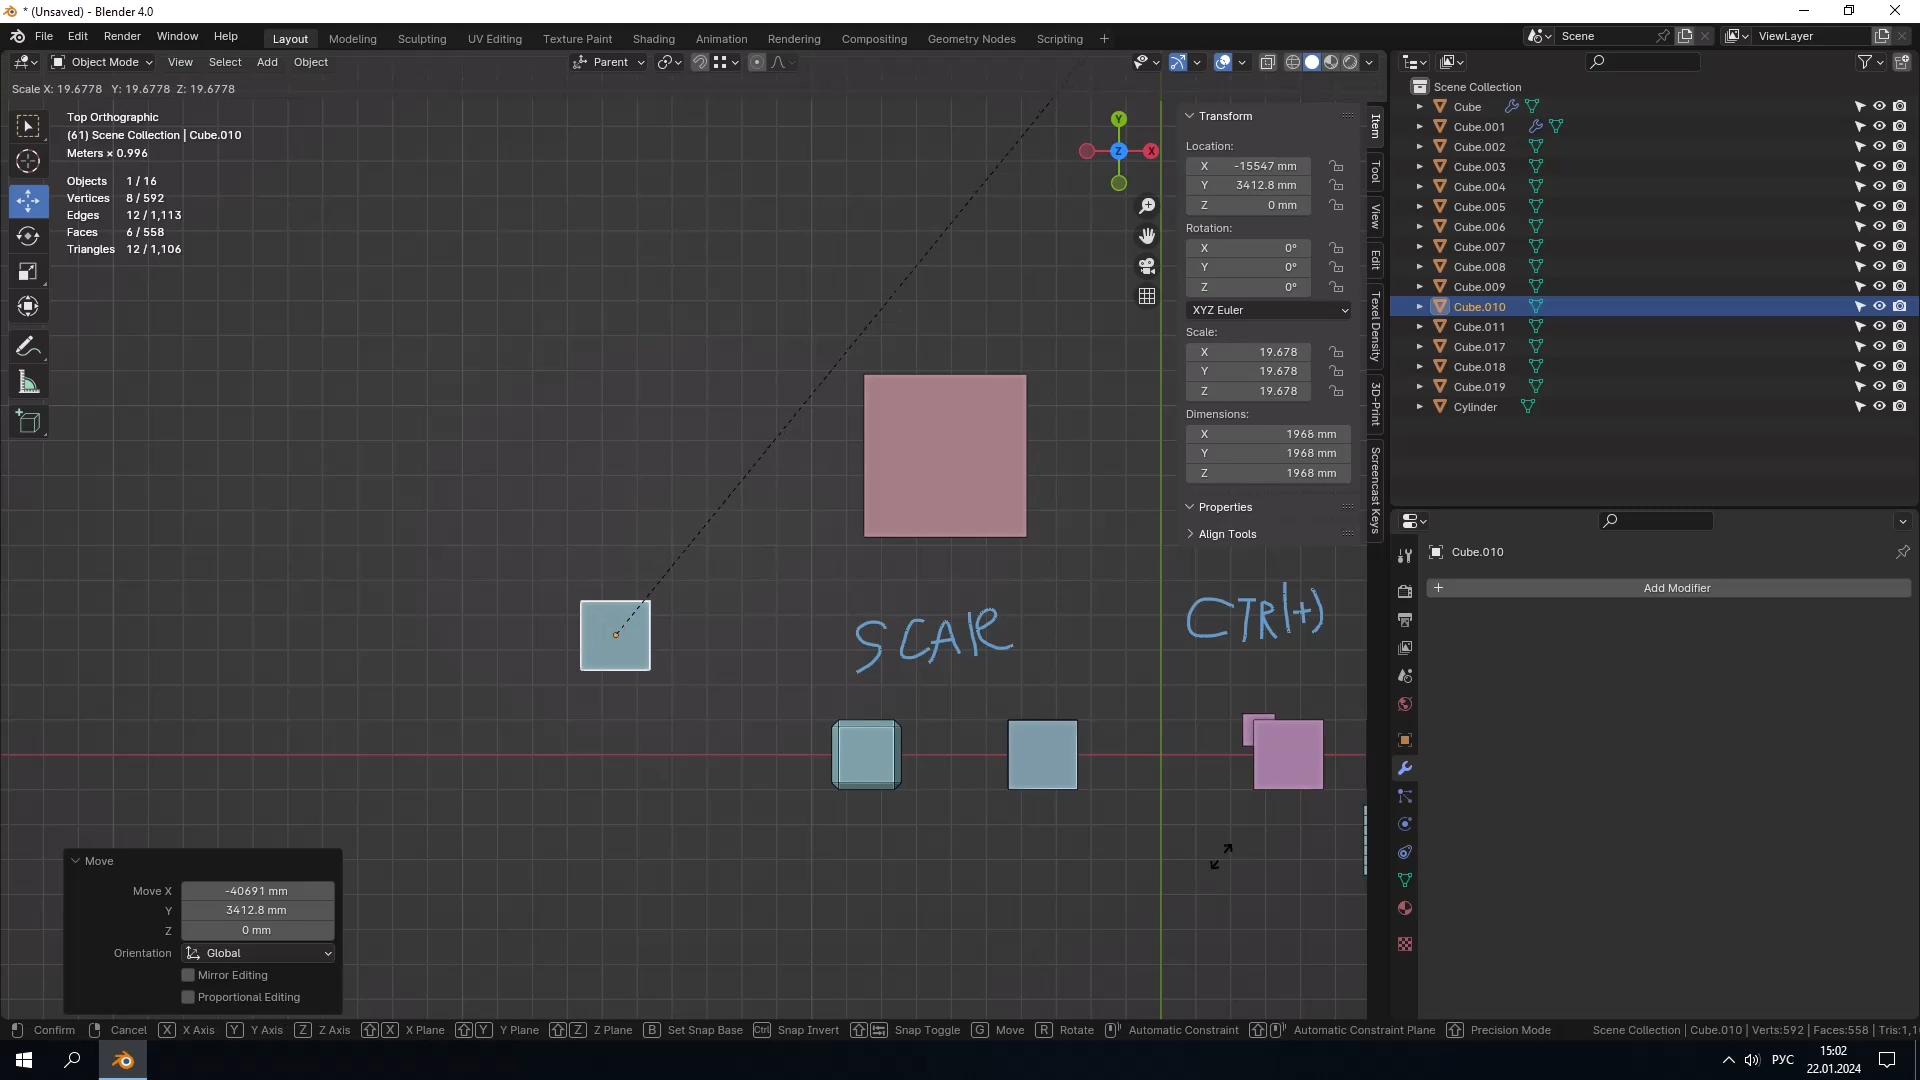 * (Unsaved) - Blender 4.0
File Edit Render Window Help Layout Modeling Sculpting UV Editing Texture Paint Shading Animation Rendering Compositing Geometry Nodes Scripting + Scene ViewLayer
Object Mode View Select Add Object Parent
Scale X: 19.6778 Y: 19.6778 Z: 19.6778
Top Orthographic
(61) Scene Collection | Cube.010
Meters × 0.996
Objects 1 / 16
Vertices 8 / 592
Edges 12 / 1,113
Faces 6 / 558
Triangles 12 / 1,106
Y
Z
X
Transform
Location:
X -15547 mm
Y 3412.8 mm
Z 0 mm
Rotation:
X 0°
Y 0°
Z 0°
XYZ Euler
Scale:
X 19.678
Y 19.678
Z 19.678
Dimensions:
X 1968 mm
Y 1968 mm
Z 1968 mm
Properties
Align Tools
Item
Tool
View
Edit
Texel Density
3D-Print
Screencast Keys
Scene Collection
Cube
Cube.001
Cube.002
Cube.003
Cube.004
Cube.005
Cube.006
Cube.007
Cube.008
Cube.009
Cube.010
Cube.011
Cube.017
Cube.018
Cube.019
Cylinder
Cube.010
+ Add Modifier
Move
Move X -40691 mm
Y 3412.8 mm
Z 0 mm
Orientation Global
Mirror Editing
Proportional Editing
Confirm Cancel X X Axis Y Y Axis Z Z Axis X X Plane Y Y Plane Z Z Plane B Set Snap Base Ctrl Snap Invert Snap Toggle G Move R Rotate Automatic Constraint Automatic Constraint Plane Precision Mode Scene Collection | Cube.010 | Verts:592 | Faces:558 | Tris:1,1
РУС
15:02
22.01.2024